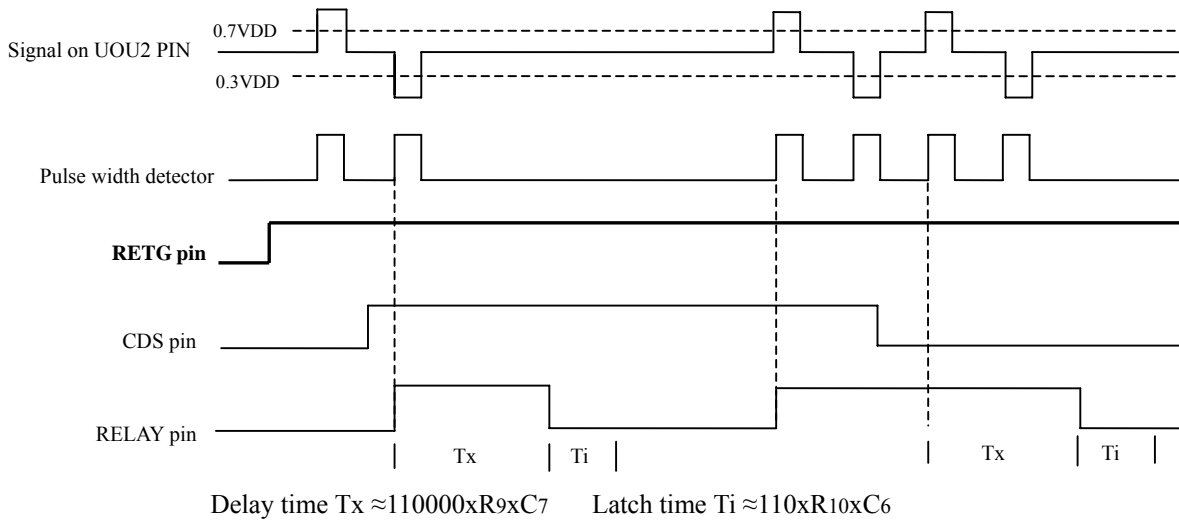 0.7VDD
Signal on UOU2 PIN
0.3VDD
Pulse width detector
RETG pin
CDS pin
RELAY pin
Tx Ti Tx Ti
Delay time Tx ≈110000xR9xC7 Latch time Ti ≈110xR10xC6